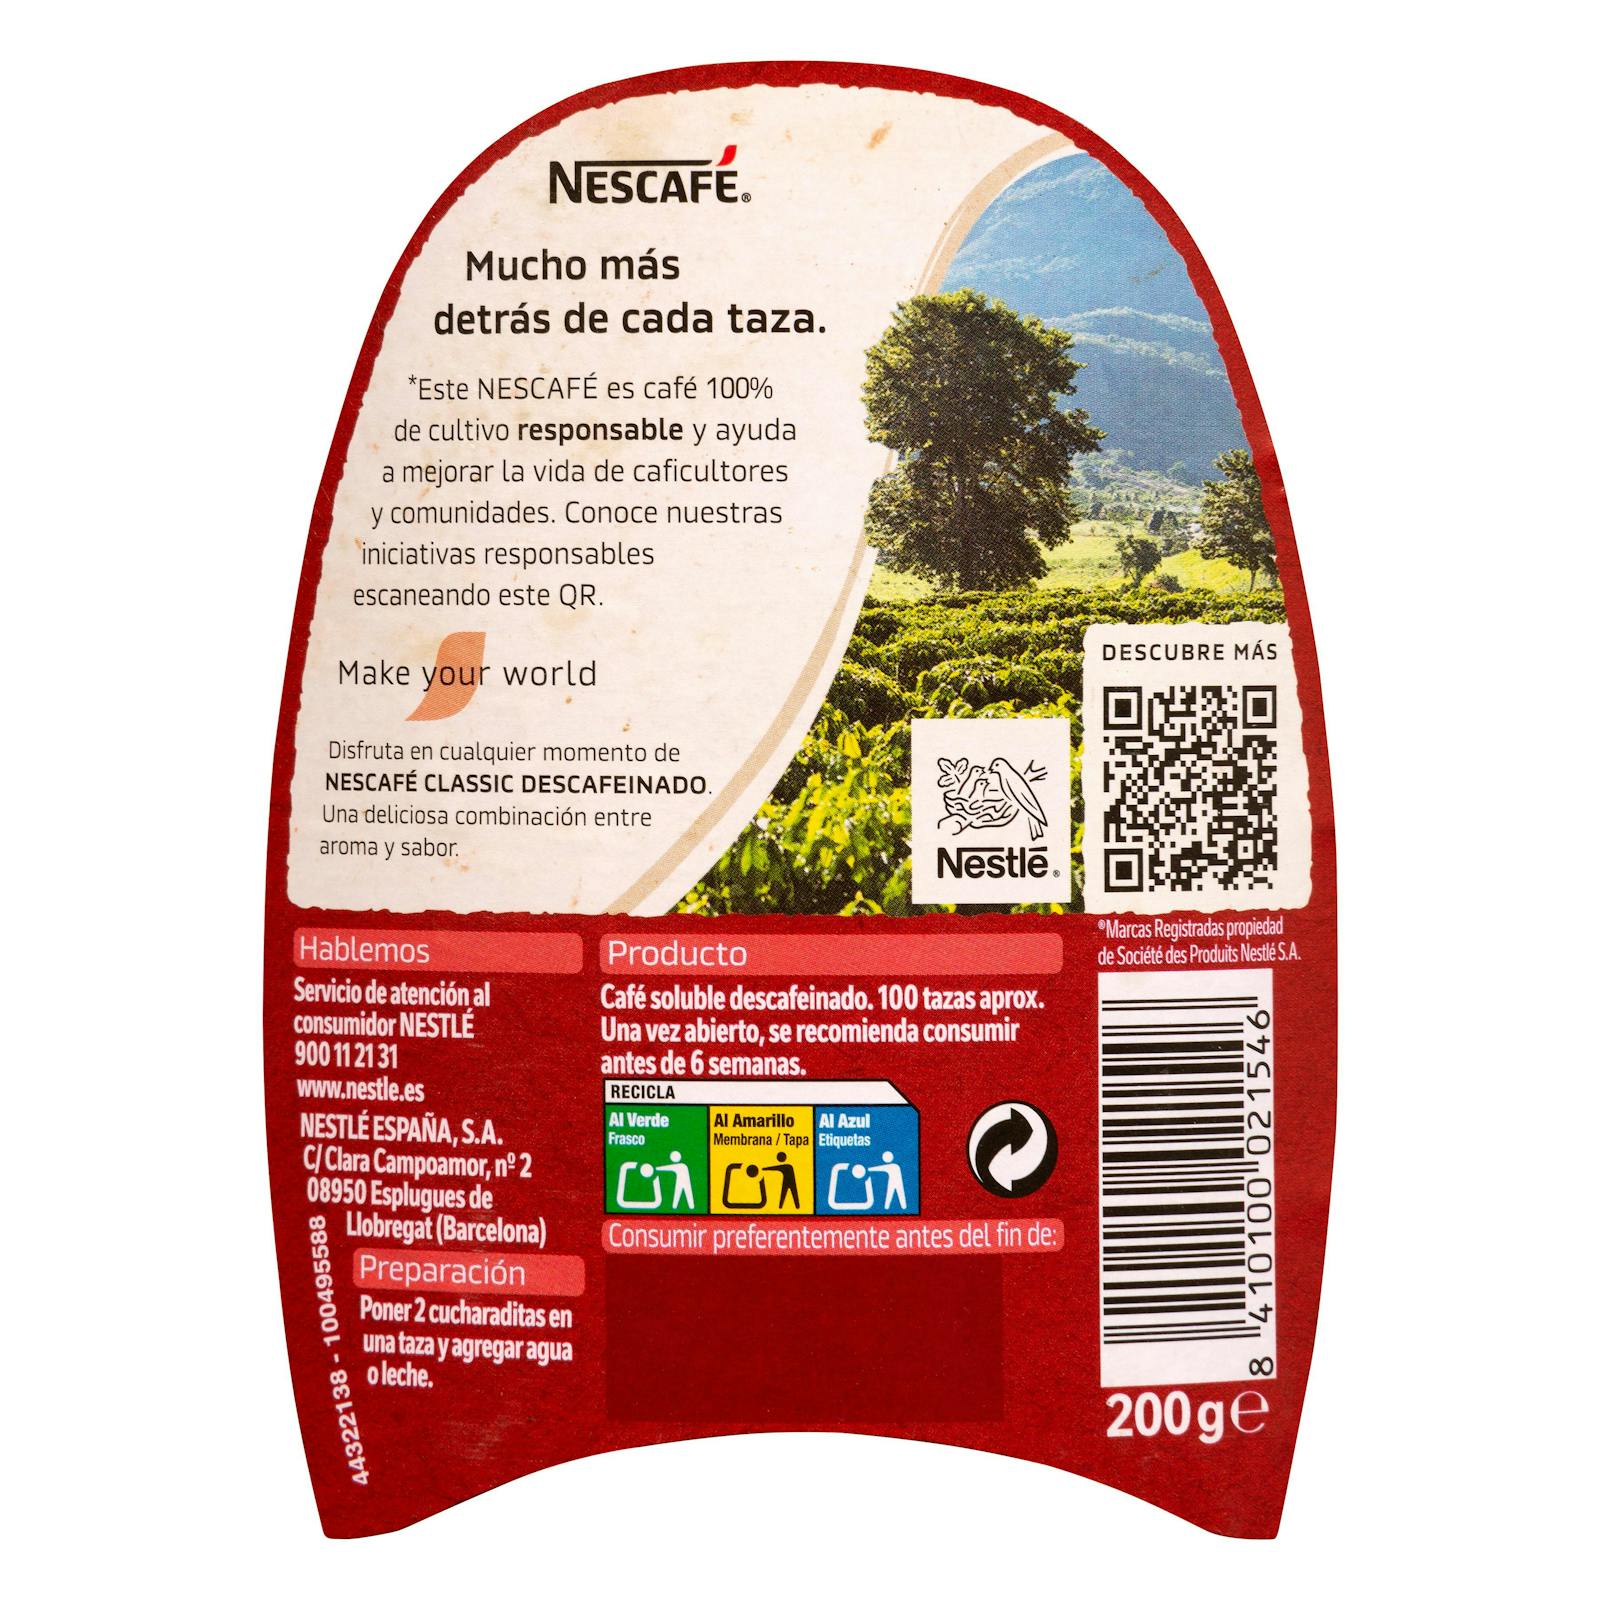 NESCAFÉ®
Mucho más
detrás de cada taza.
*Este NESCAFÉ es café 100%
de cultivo responsable y ayuda
a mejorar la vida de caficultores
y comunidades. Conoce nuestras
iniciativas responsables
escaneando este QR.
Make your world
Disfruta en cualquier momento de
NESCAFÉ CLASSIC DESCAFEINADO.
Una deliciosa combinación entre
aroma y sabor.
DESCUBRE MÁS
Nestlé®
®Marcas Registradas propiedad
de Société des Produits Nestlé S.A.
Hablemos
Servicio de atención al
consumidor NESTLÉ
900 11 21 31
www.nestle.es
NESTLÉ ESPAÑA, S.A.
C/ Clara Campoamor, nº 2
08950 Esplugues de
Llobregat (Barcelona)
Preparación
Poner 2 cucharaditas en
una taza y agregar agua
o leche.
44322138 - 100495588
Producto
Café soluble descafeinado. 100 tazas aprox.
Una vez abierto, se recomienda consumir
antes de 6 semanas.
RECICLA
Al Verde
Frasco
Al Amarillo
Membrana / Tapa
Al Azul
Etiquetas
Consumir preferentemente antes del fin de:
8 410100 021546
200 g e